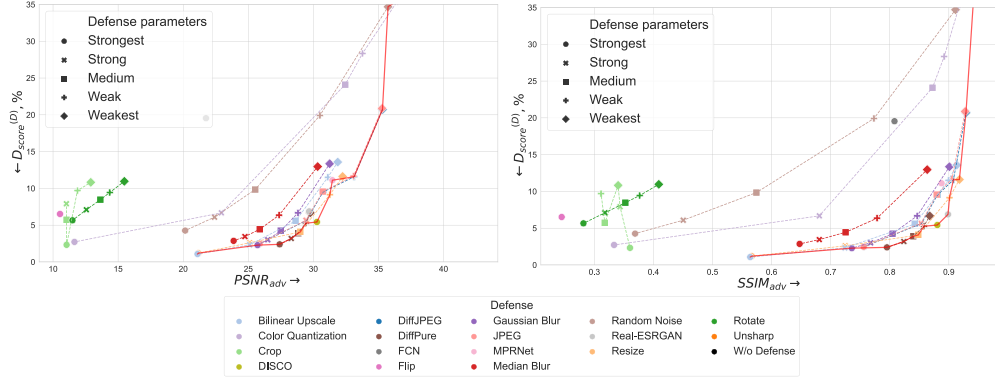 Defense parameters
Strongest
Strong
Medium
Weak
Weakest
← D_score^(D), %
35
30
25
20
15
10
5
0
10
15
20
25
30
35
40
PSNR_adv →
Defense parameters
Strongest
Strong
Medium
Weak
Weakest
← D_score^(D), %
35
30
25
20
15
10
5
0
0.3
0.4
0.5
0.6
0.7
0.8
0.9
SSIM_adv →
Defense
Bilinear Upscale
Color Quantization
Crop
DISCO
DiffJPEG
DiffPure
FCN
Flip
Gaussian Blur
JPEG
MPRNet
Median Blur
Random Noise
Real-ESRGAN
Resize
Rotate
Unsharp
W/o Defense